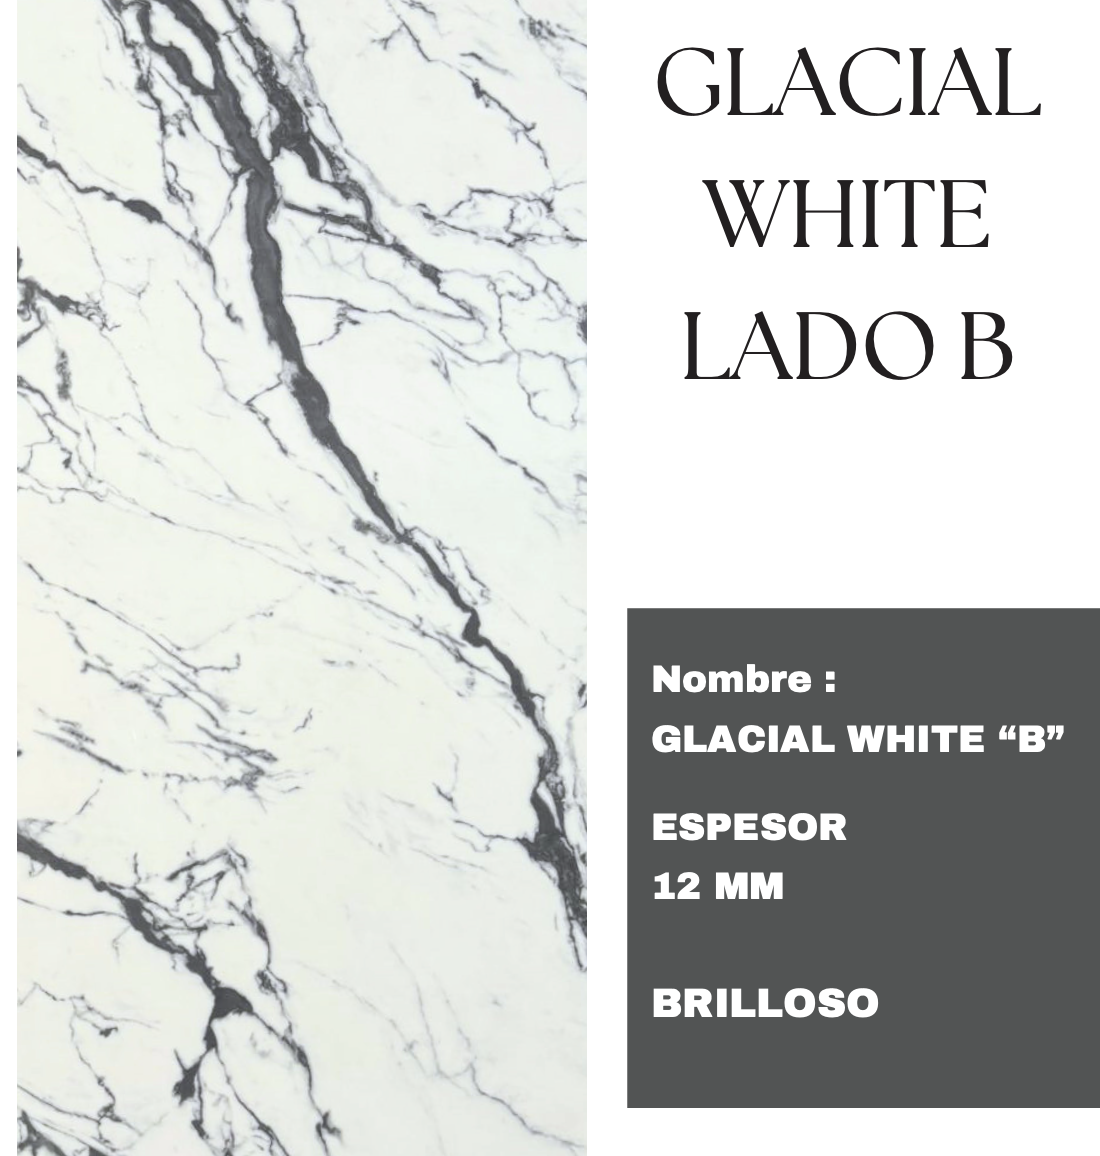 GLACIAL
WHITE
LADO B
Nombre :
GLACIAL WHITE “B”
ESPESOR
12 MM
BRILLOSO